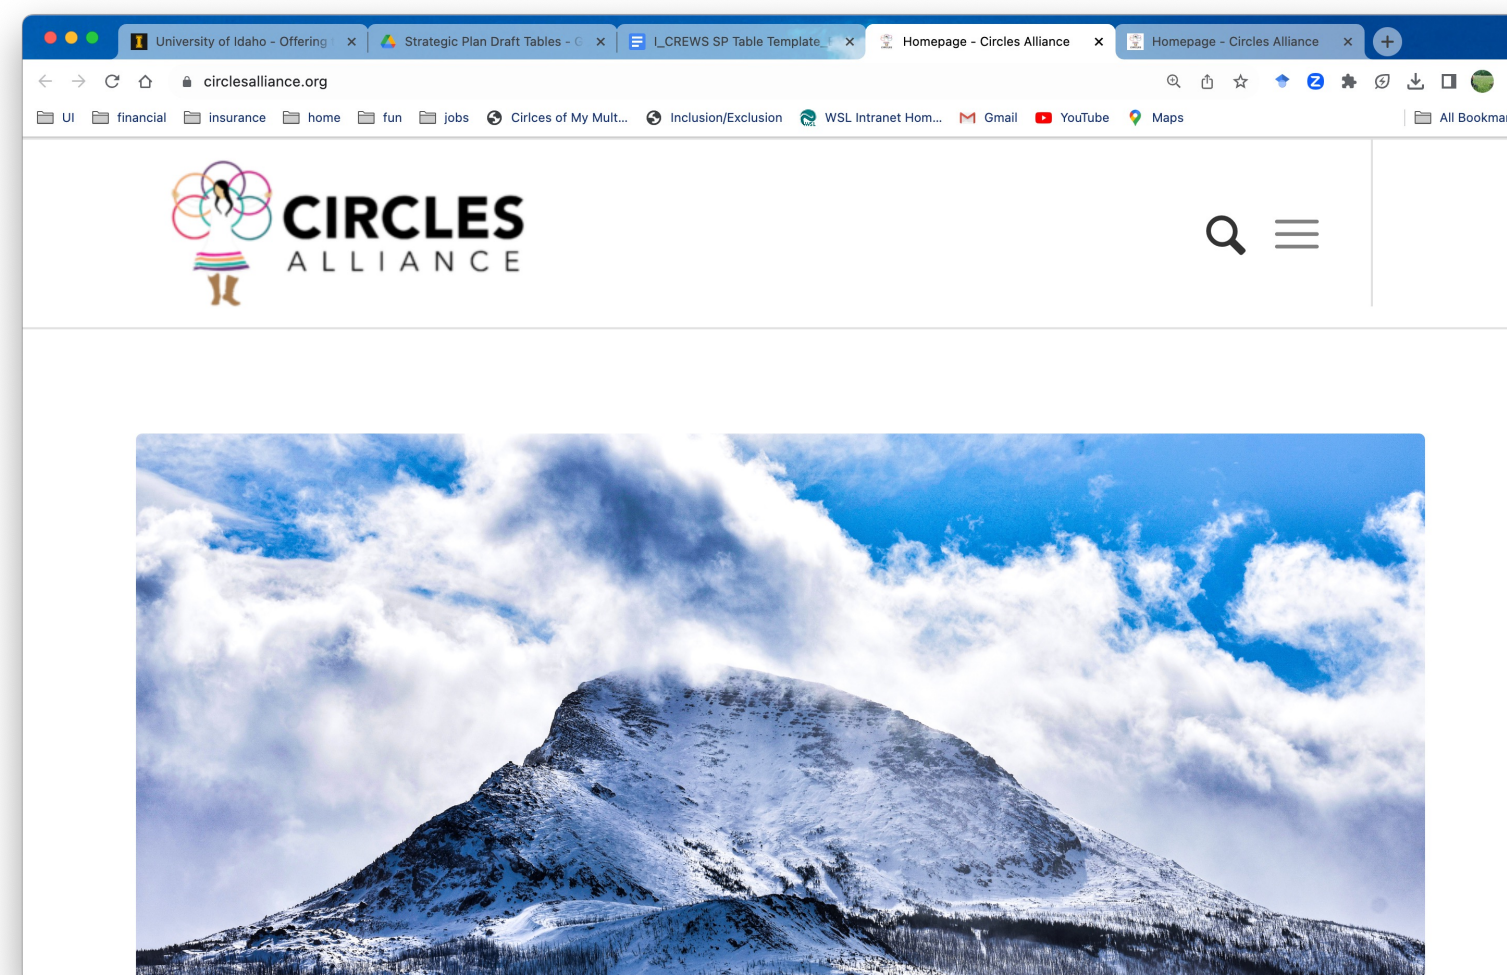 University of Idaho - Offering
Strategic Plan Draft Tables - G
I_CREWS SP Table Template_
Homepage - Circles Alliance
Homepage - Circles Alliance
circlesalliance.org
UI
financial
insurance
home
fun
jobs
Cirlces of My Mult...
Inclusion/Exclusion
WSL Intranet Hom...
Gmail
YouTube
Maps
All Bookmar
CIRCLES
ALLIANCE